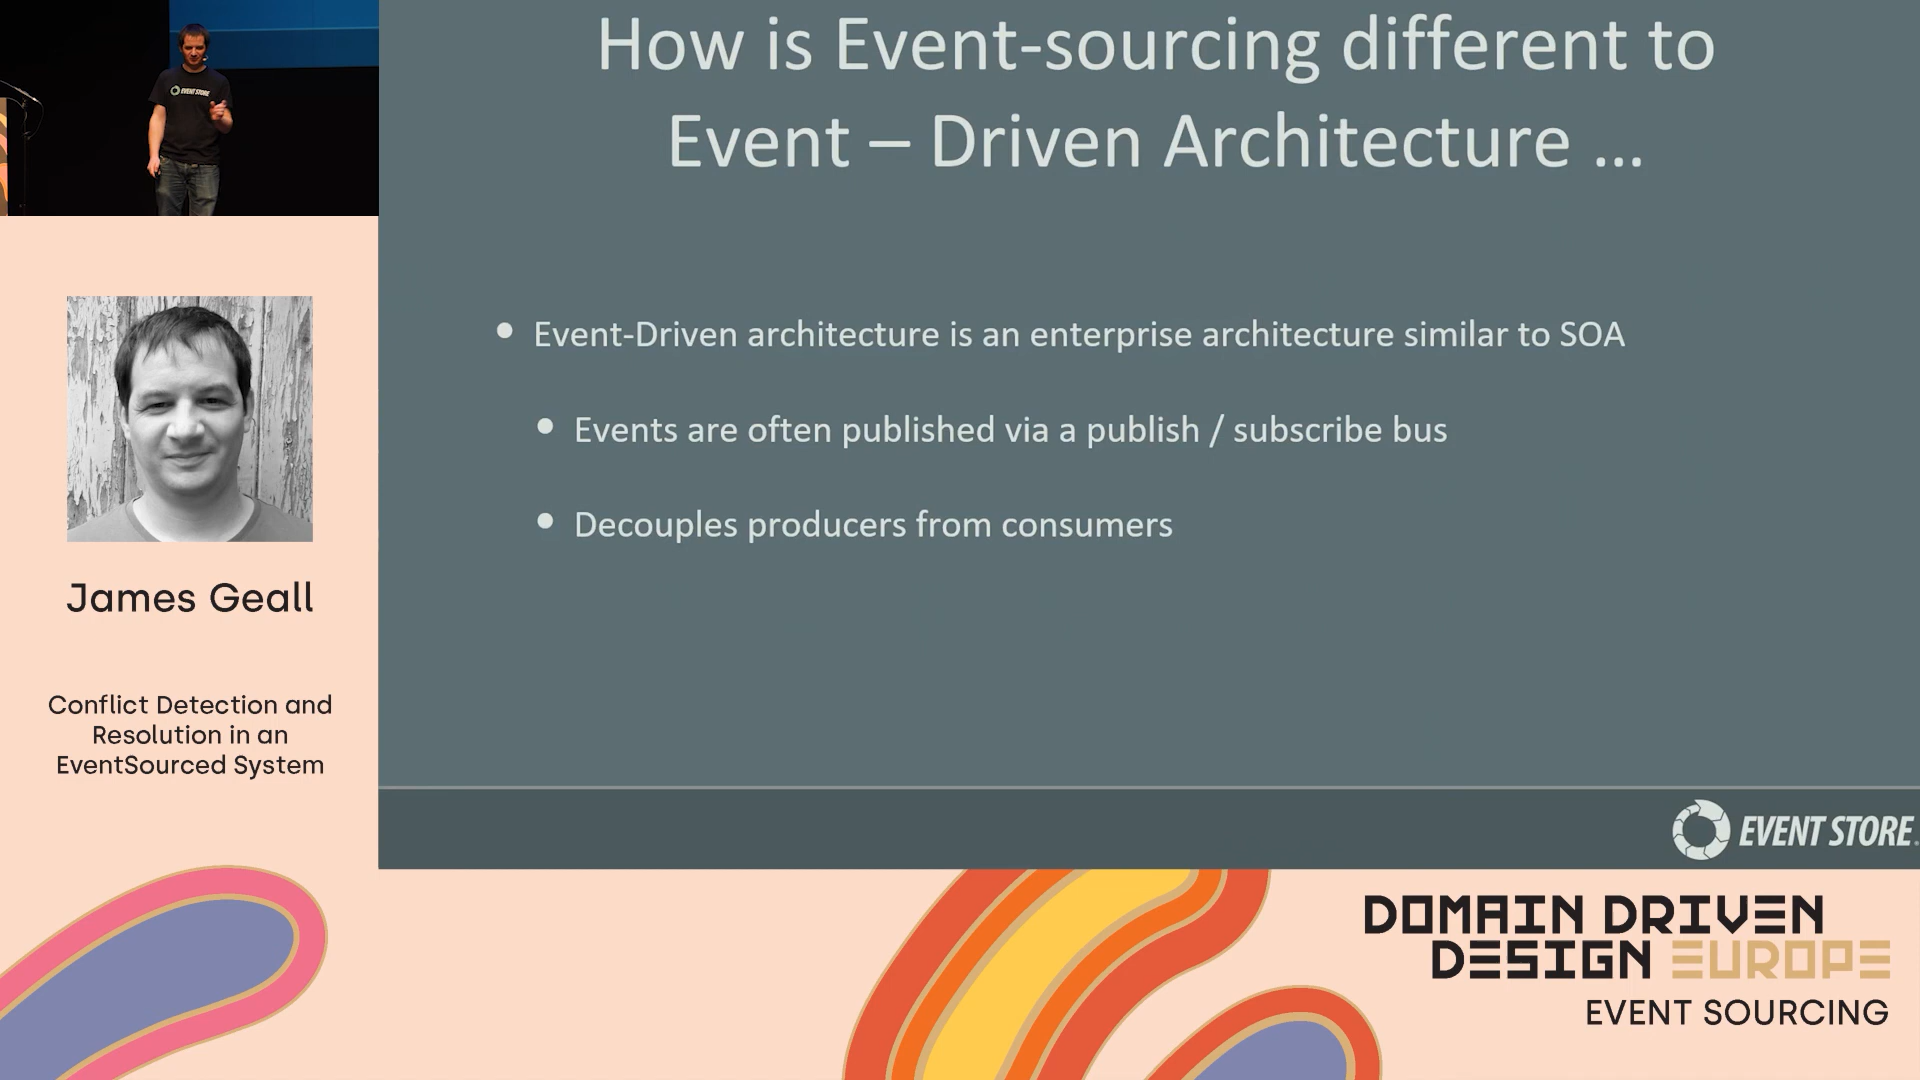 How is Event-sourcing different to
Event – Driven Architecture ...
• Event-Driven architecture is an enterprise architecture similar to SOA
• Events are often published via a publish / subscribe bus
• Decouples producers from consumers
EVENT STORE.
EVENT STORE
James Geall
Conflict Detection and
Resolution in an
EventSourced System
DOMAIN DRIVEN
DESIGN EUROPE
EVENT SOURCING